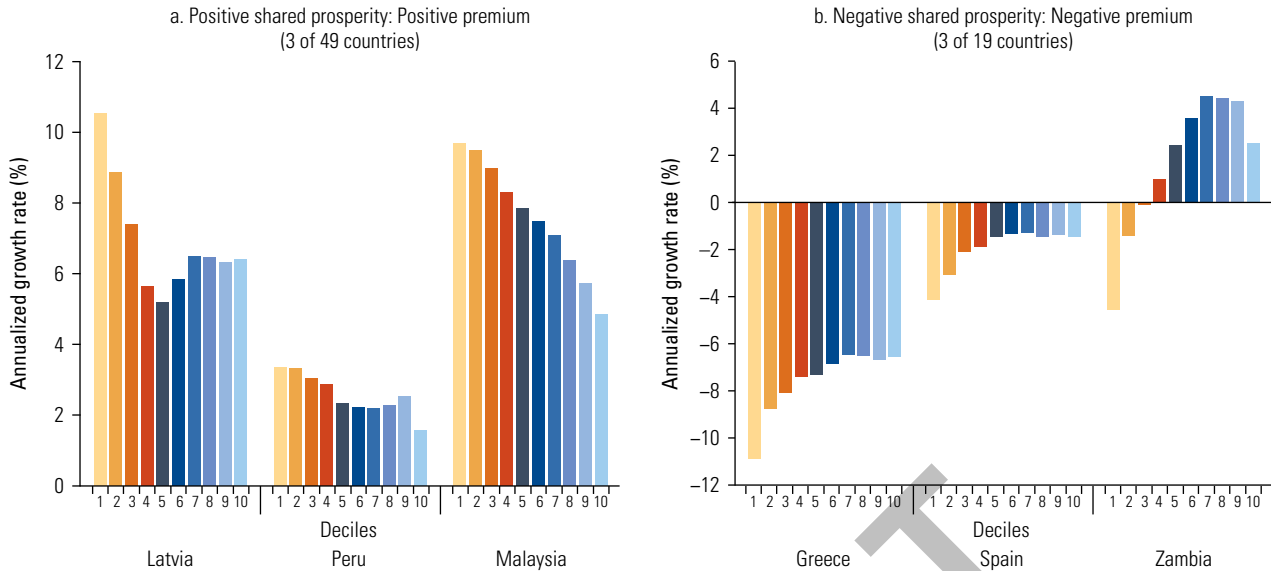 a. Positive shared prosperity: Positive premium
(3 of 49 countries)
12
10
8
6
4
2
0
Annualized growth rate (%)
1 2 3 4 5 6 7 8 9 10
1 2 3 4 5 6 7 8 9 10
1 2 3 4 5 6 7 8 9 10
Deciles
Latvia
Peru
Malaysia
b. Negative shared prosperity: Negative premium
(3 of 19 countries)
6
4
2
0
–2
–4
–6
–8
–10
–12
Annualized growth rate (%)
1 2 3 4 5 6 7 8 9 10
1 2 3 4 5 6 7 8 9 10
1 2 3 4 5 6 7 8 9 10
Deciles
Greece
Spain
Zambia